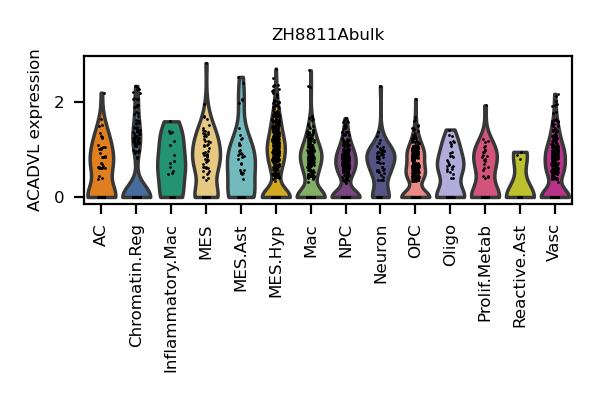 ZH8811Abulk
ACADVL expression
2
0
AC
Chromatin.Reg
Inflammatory.Mac
MES
MES.Ast
MES.Hyp
Mac
NPC
Neuron
OPC
Oligo
Prolif.Metab
Reactive.Ast
Vasc